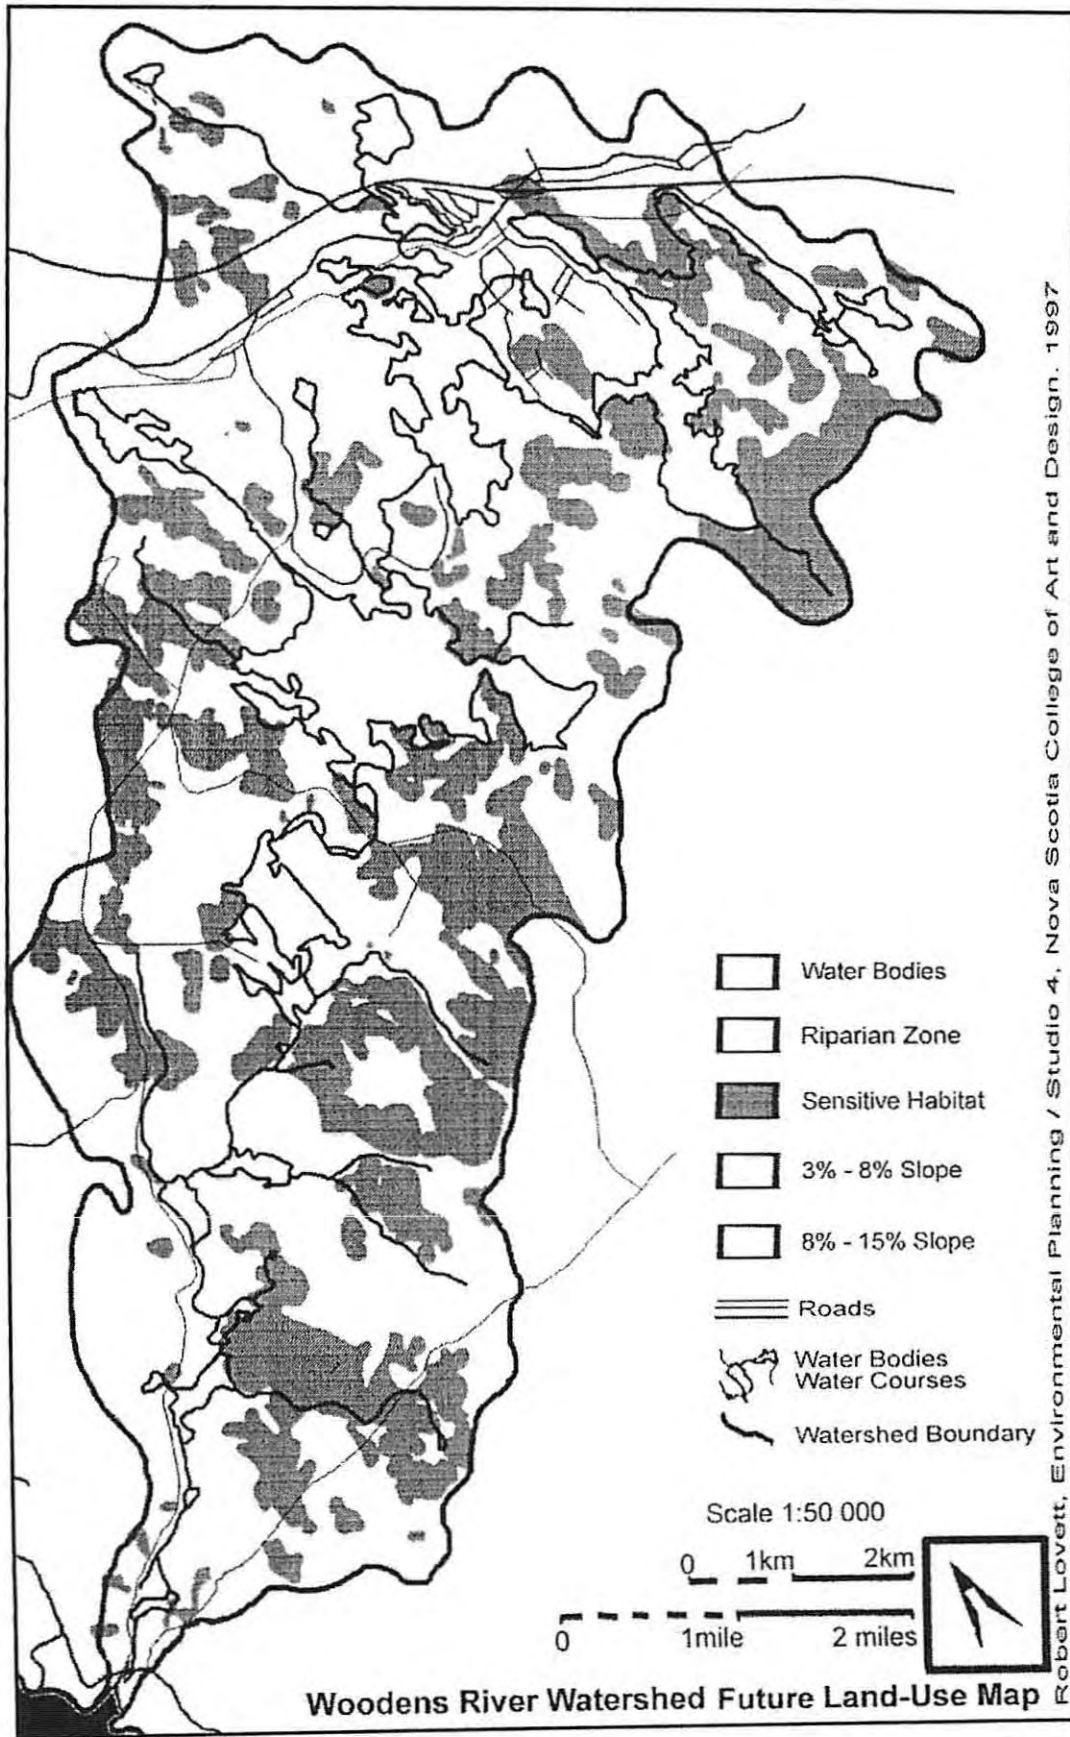 Water Bodies
Riparian Zone
Sensitive Habitat
3% - 8% Slope
8% - 15% Slope
Roads
Water Bodies
Water Courses
Watershed Boundary
Scale 1:50 000
0 1km 2km
0 1mile 2 miles
Woodens River Watershed Future Land-Use Map
Robert Lovett, Environmental Planning / Studio 4, Nova Scotia College of Art and Design. 1997